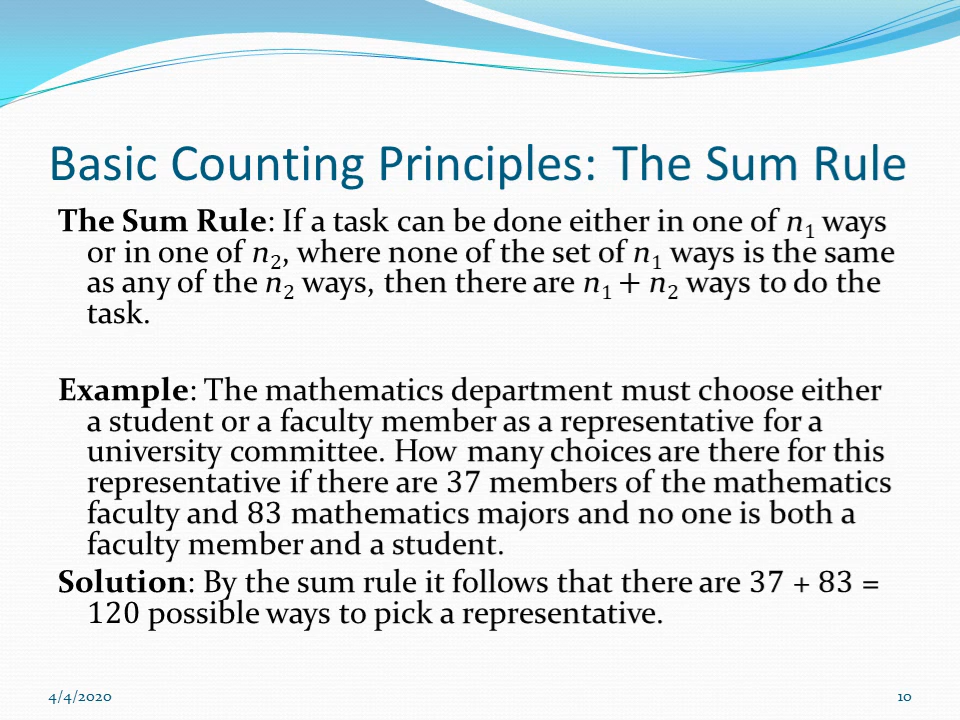 Basic Counting Principles: The Sum Rule
The Sum Rule: If a task can be done either in one of n₁ ways
or in one of n₂, where none of the set of n₁ ways is the same
as any of the n₂ ways, then there are n₁ + n₂ ways to do the
task.
Example: The mathematics department must choose either
a student or a faculty member as a representative for a
university committee. How many choices are there for this
representative if there are 37 members of the mathematics
faculty and 83 mathematics majors and no one is both a
faculty member and a student.
Solution: By the sum rule it follows that there are 37 + 83 =
120 possible ways to pick a representative.
4/4/2020
10